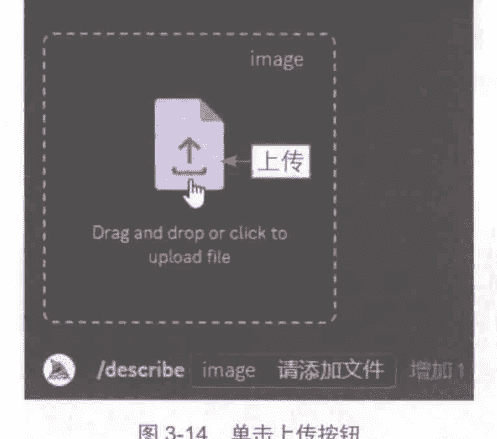 image
上传
Drag and drop or click to
upload file
/describe image 请添加文件 增加 1
图 3-14 单击上传按钮